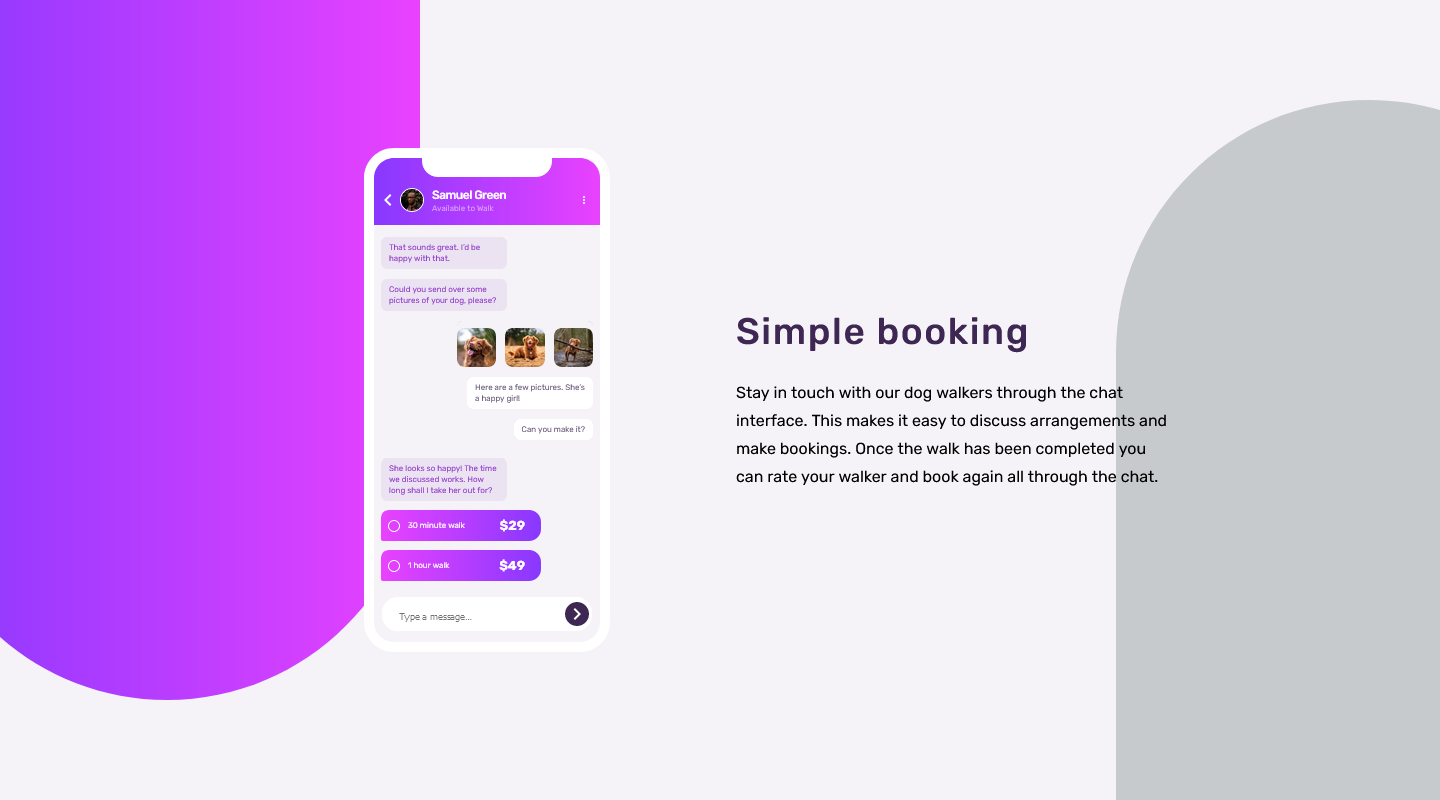 Samuel Green
Available to Walk
That sounds great. I'd be
happy with that.
Could you send over some
pictures of your dog, please?
Here are a few pictures. She's
a happy girl!
Can you make it?
She looks so happy! The time
we discussed works. How
long shall I take her out for?
30 minute walk $29
1 hour walk $49
Type a message...
Simple booking
Stay in touch with our dog walkers through the chat
interface. This makes it easy to discuss arrangements and
make bookings. Once the walk has been completed you
can rate your walker and book again all through the chat.